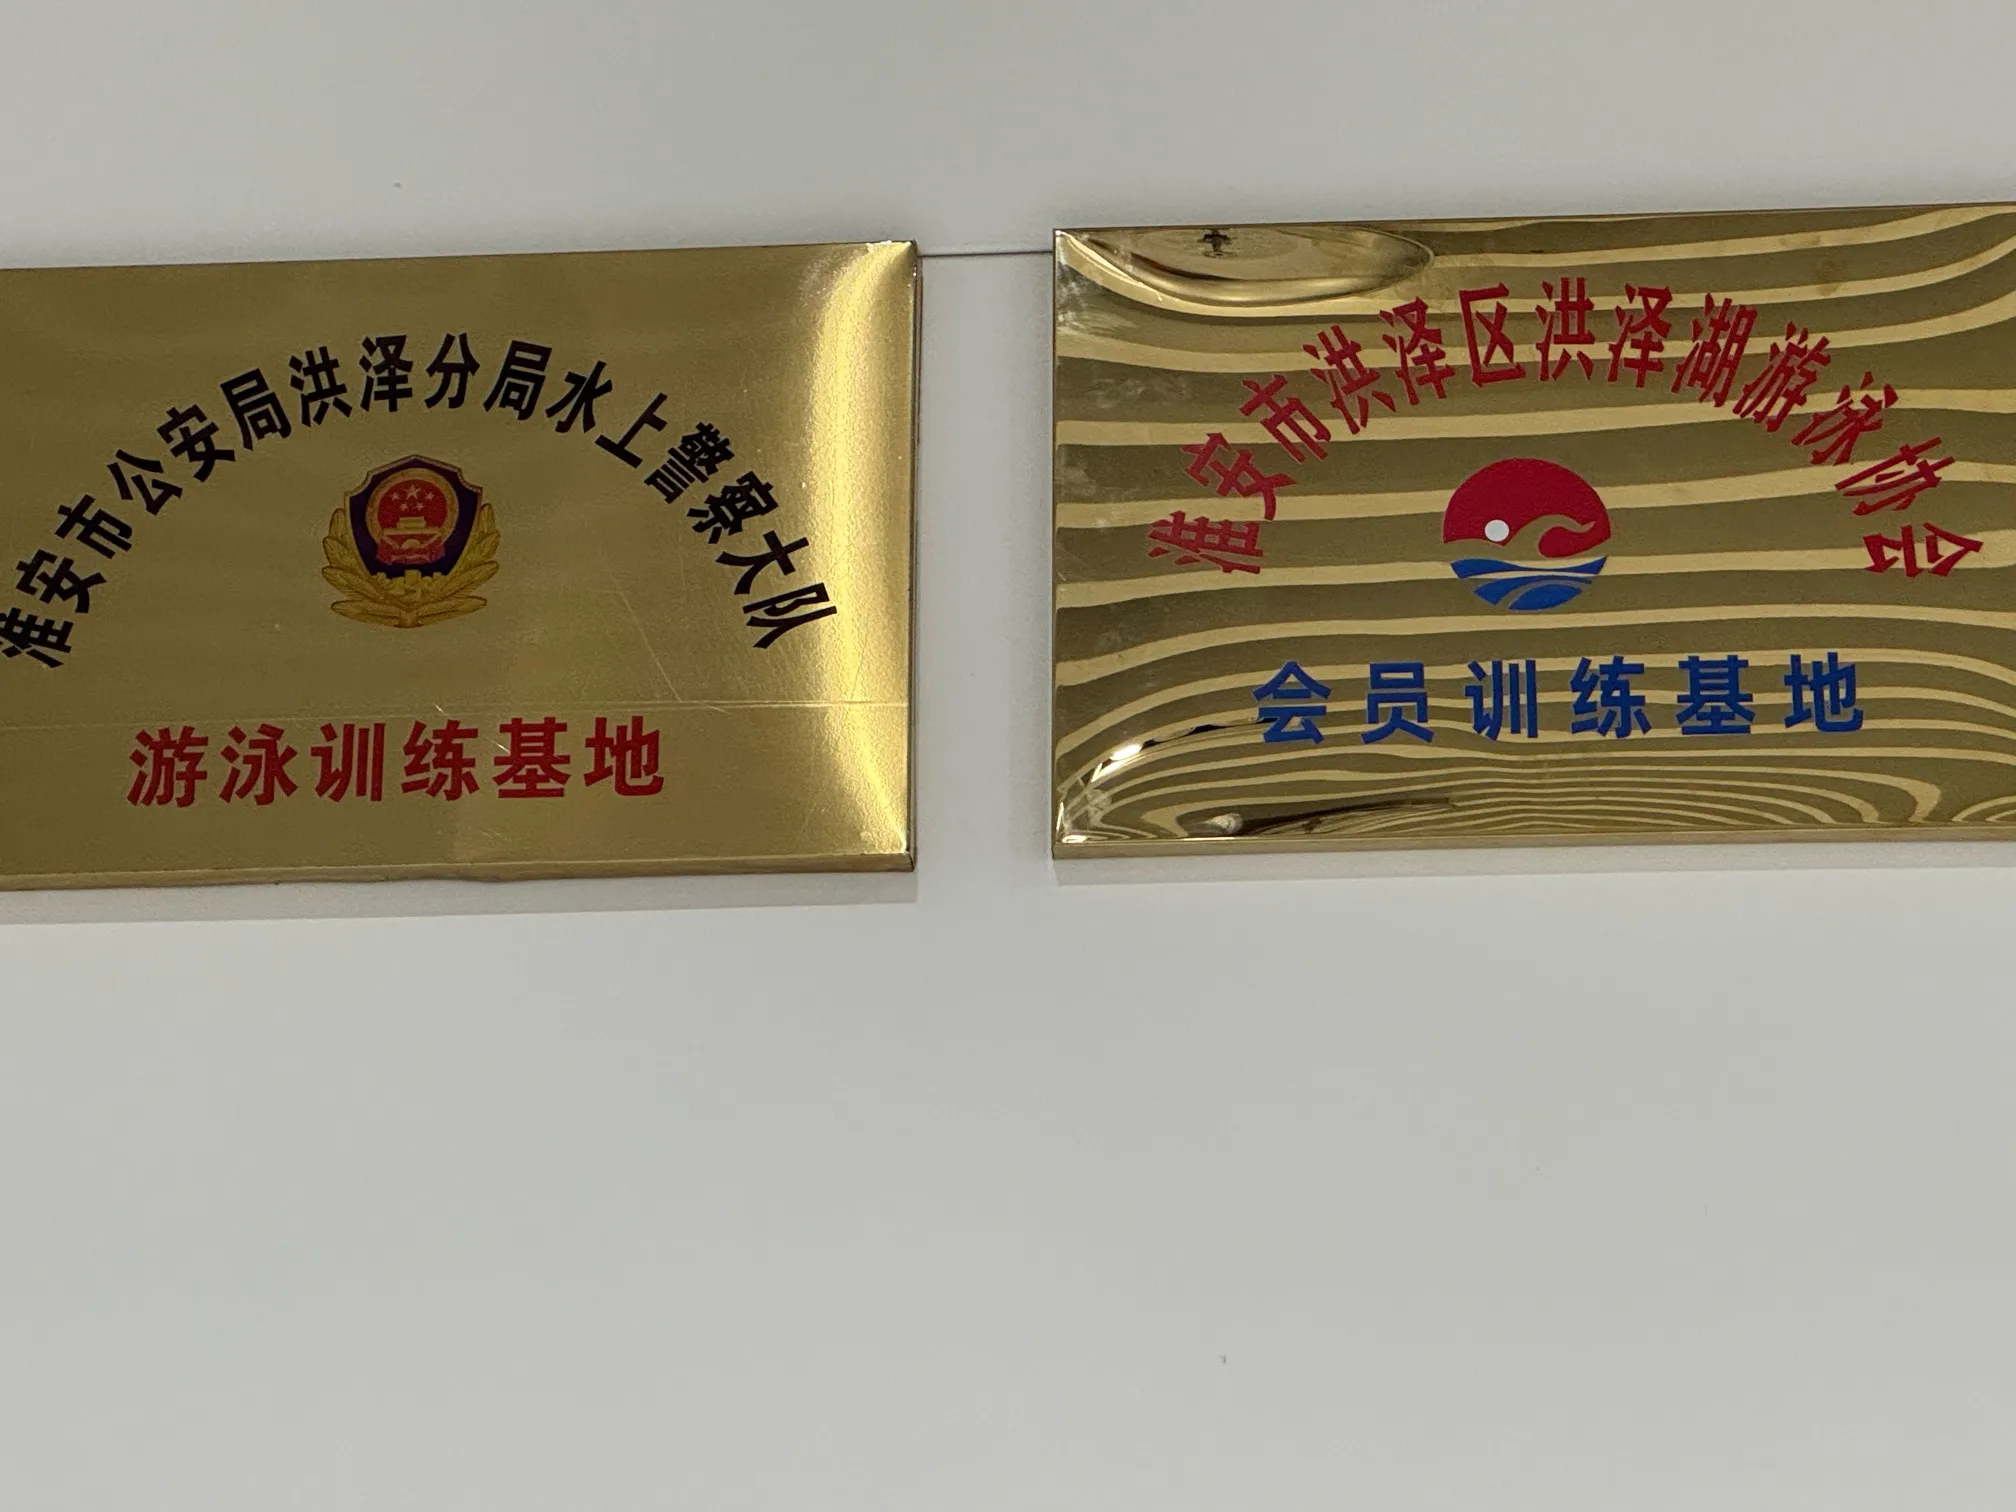 淮安市公安局洪泽分局水上警察大队
游泳训练基地
淮安市洪泽区洪泽湖游泳协会
会员训练基地